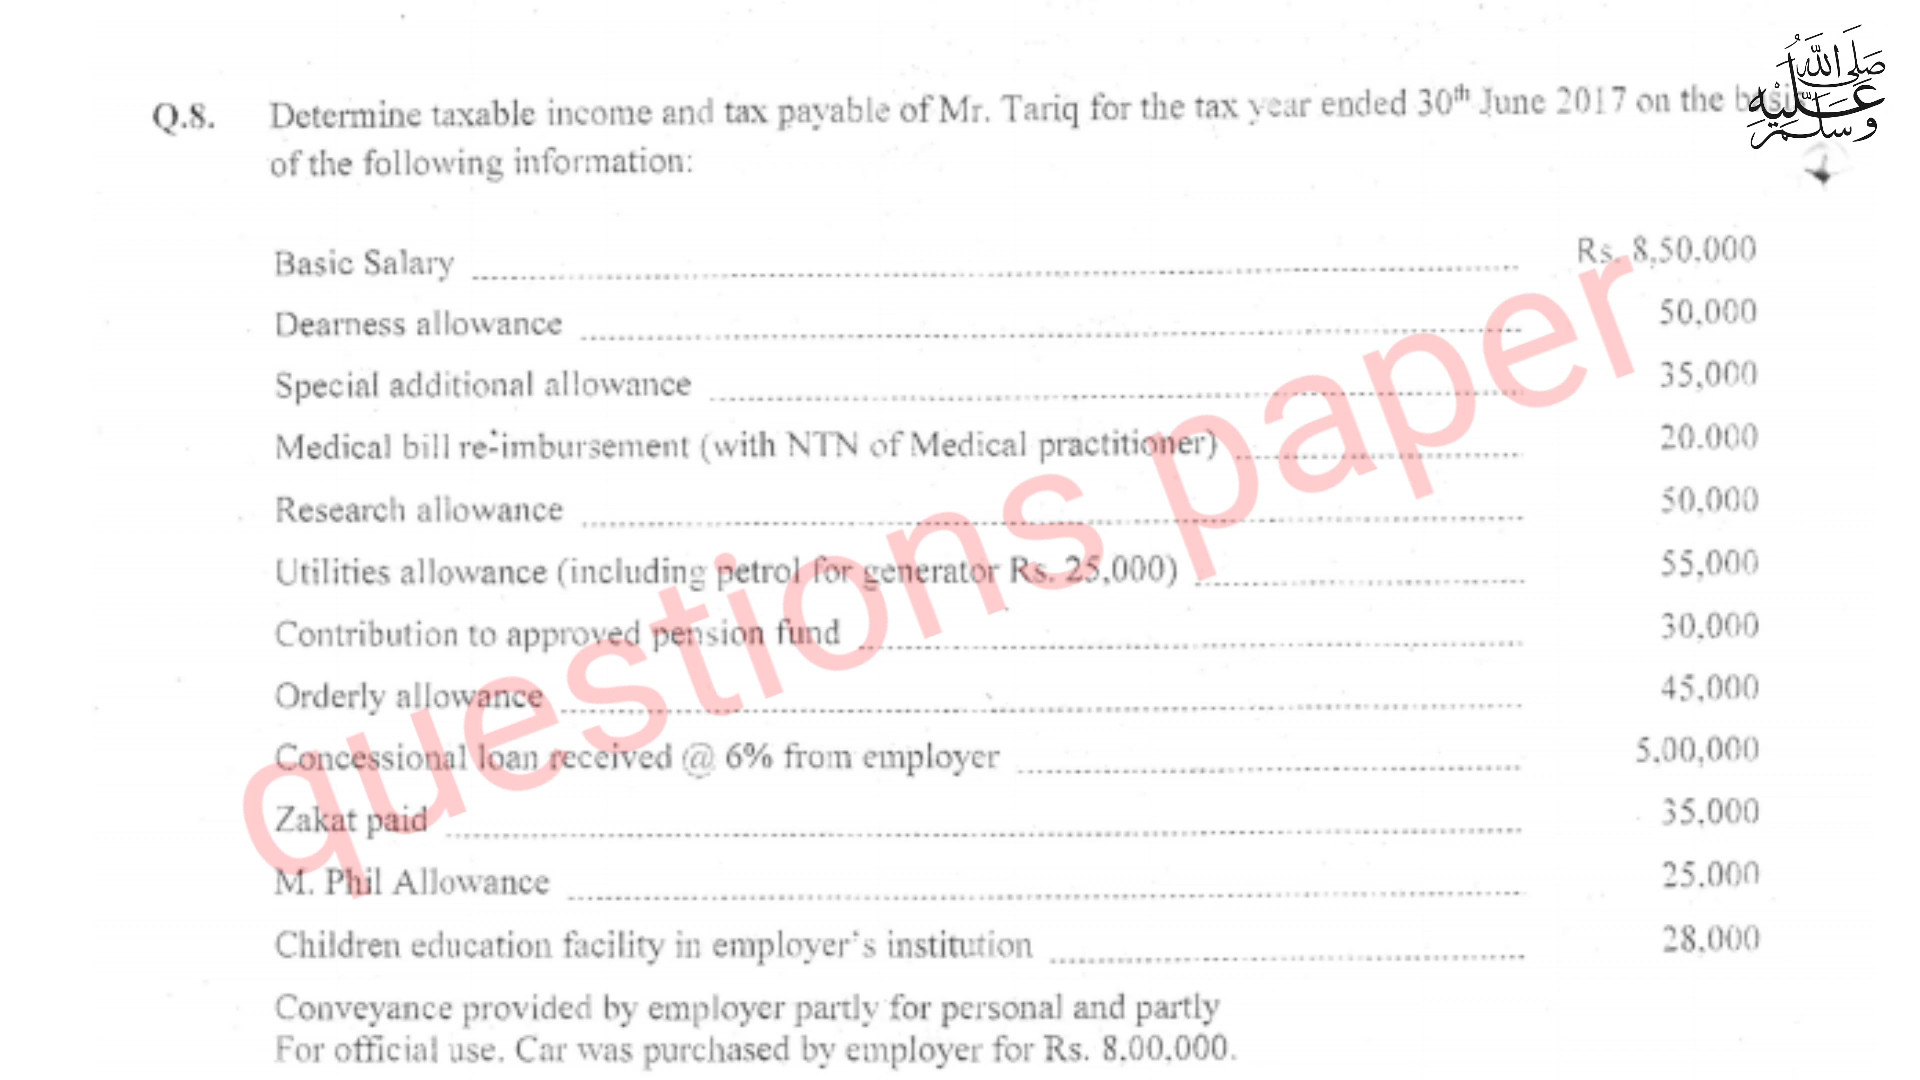 صلى الله عليه وسلم
Q.8. Determine taxable income and tax payable of Mr. Tariq for the tax year ended 30th June 2017 on the basis
of the following information:
Basic Salary Rs. 8,50,000
Dearness allowance 50,000
Special additional allowance 35,000
Medical bill re-imbursement (with NTN of Medical practitioner) 20.000
Research allowance 50,000
Utilities allowance (including petrol for generator Rs. 25,000) 55,000
Contribution to approved pension fund 30,000
Orderly allowance 45,000
Concessional loan received @ 6% from employer 5,00,000
Zakat paid 35,000
M. Phil Allowance 25,000
Children education facility in employer's institution 28,000
Conveyance provided by employer partly for personal and partly
For official use. Car was purchased by employer for Rs. 8,00,000.
questions paper